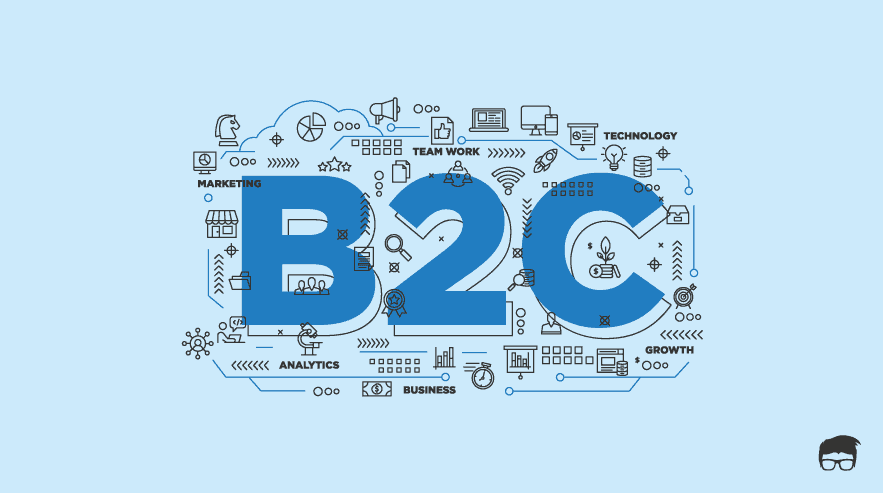 TECHNOLOGY
TEAM WORK
MARKETING
B2C
GROWTH
ANALYTICS
BUSINESS